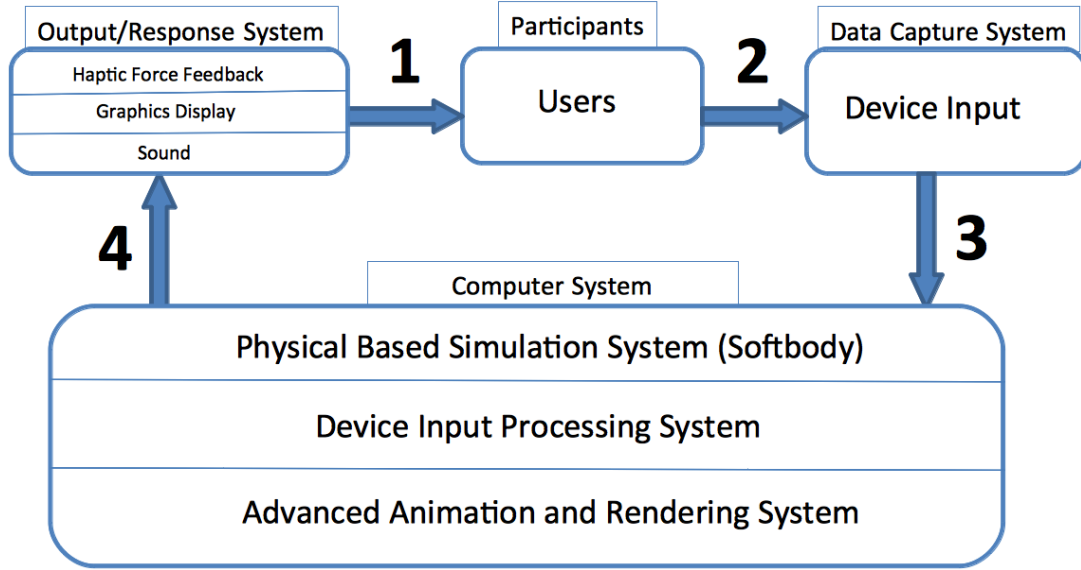 Output/Response System
Haptic Force Feedback
Graphics Display
Sound
1
Participants
Users
2
Data Capture System
Device Input
3
4
Computer System
Physical Based Simulation System (Softbody)
Device Input Processing System
Advanced Animation and Rendering System